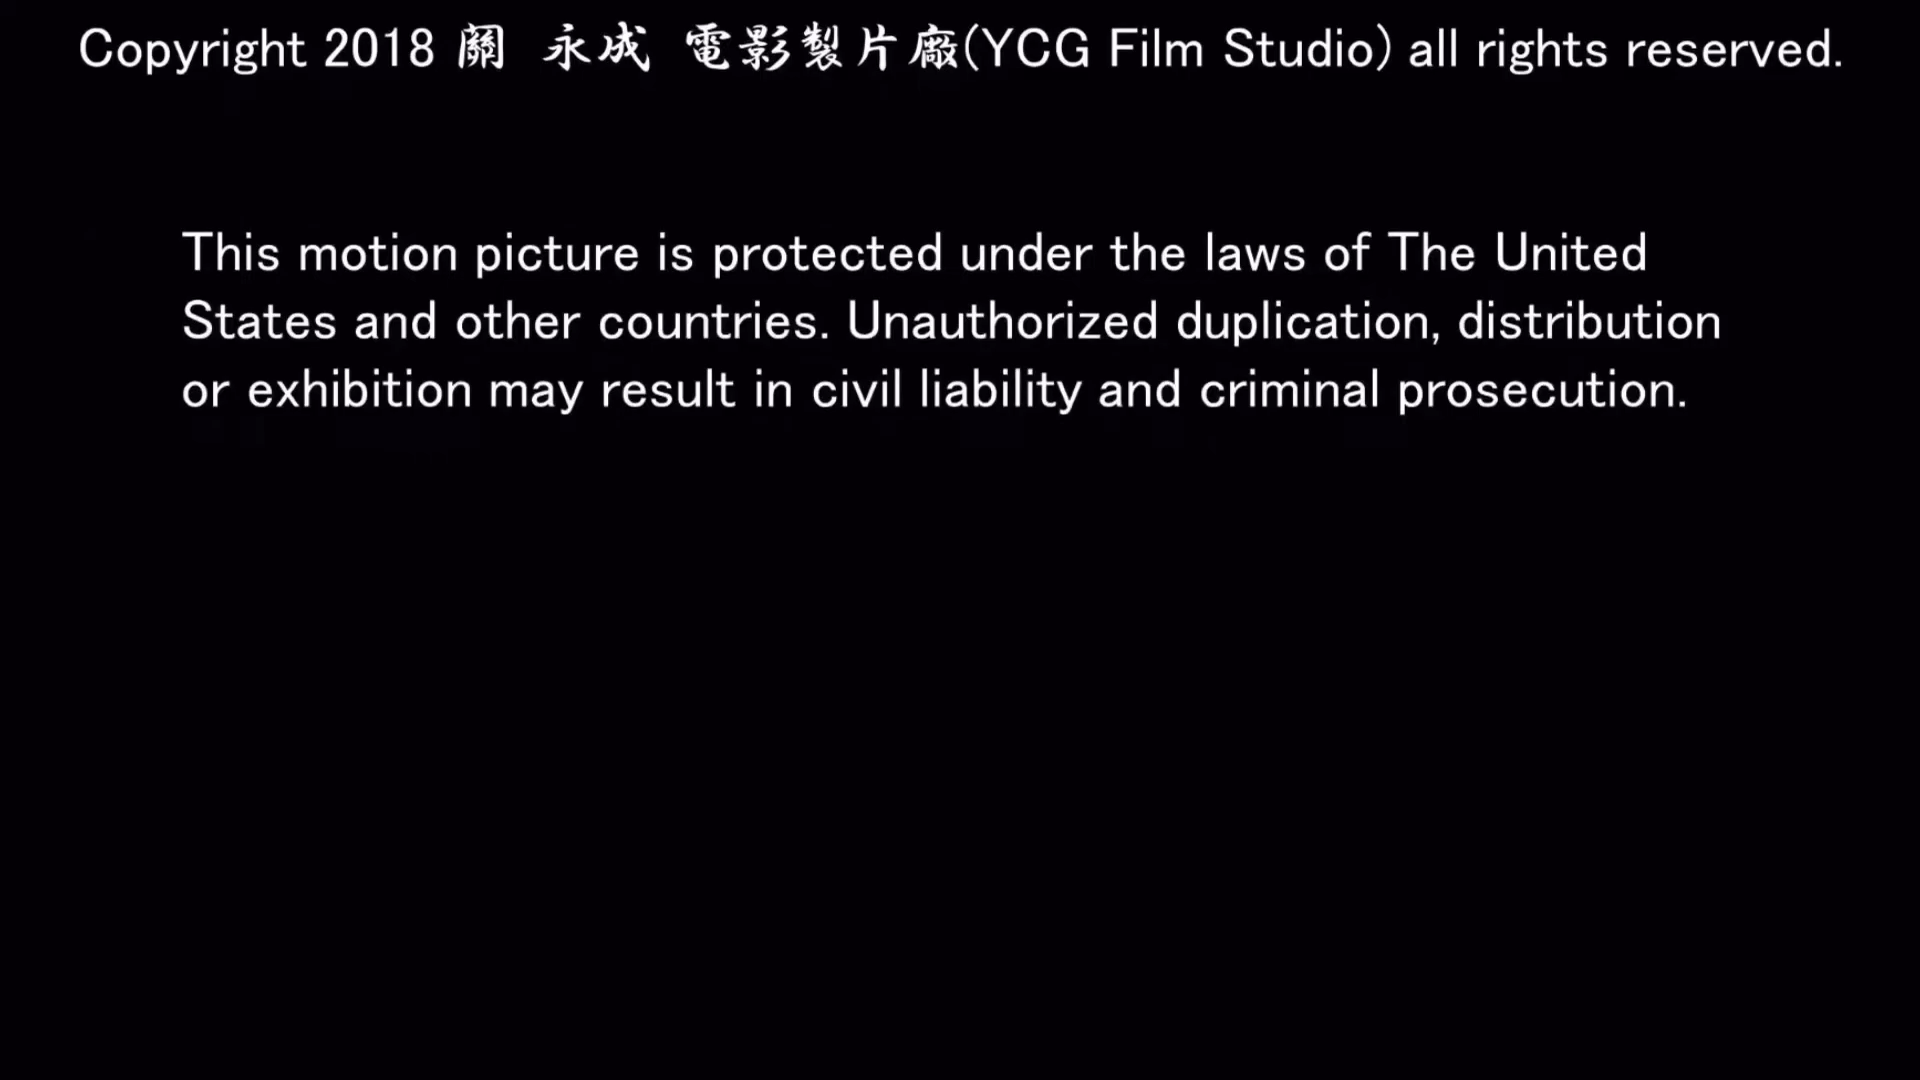 Copyright 2018 關 永成 電影製片廠(YCG Film Studio) all rights reserved.
This motion picture is protected under the laws of The United
States and other countries. Unauthorized duplication, distribution
or exhibition may result in civil liability and criminal prosecution.